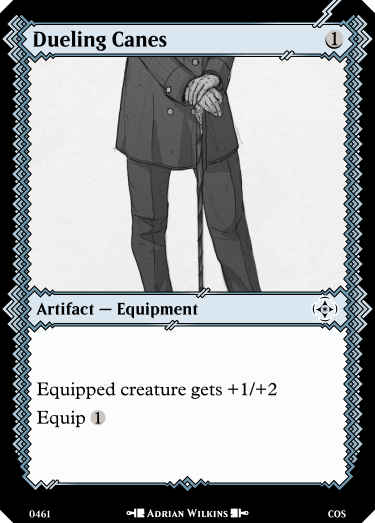 Dueling Canes 1
Artifact — Equipment
Equipped creature gets +1/+2
Equip 1
0461 Adrian Wilkins COS